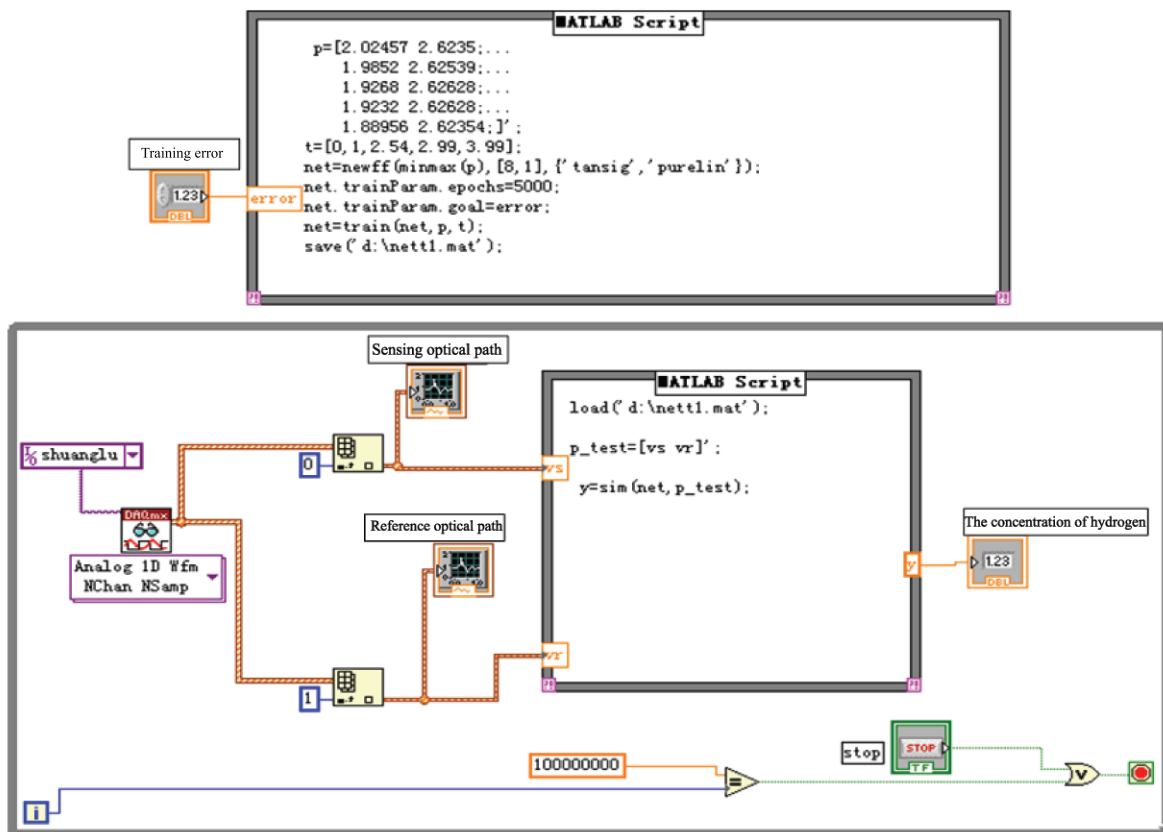 MATLAB Script
p=[2.02457 2.6235;...
1.9852 2.62539;...
1.9268 2.62628;...
1.9232 2.62628;...
1.88956 2.62354;]';
t=[0,1,2.54,2.99,3.99];
net=newff(minmax(p),[8,1],{'tansig','purelin'});
net.trainParam.epochs=5000;
net.trainParam.goal=error;
net=train(net,p,t);
save('d:\nett1.mat');
Training error
1.23
DBL
error
Sensing optical path
MATLAB Script
load('d:\nett1.mat');
p_test=[vs vr]';
y=sim(net,p_test);
I/O shuanglu
0
vs
DAQmx
Analog 1D Wfm
NChan NSamp
Reference optical path
The concentration of hydrogen
y
1.23
DBL
1
vr
100000000
=
stop
STOP
TF
V
i